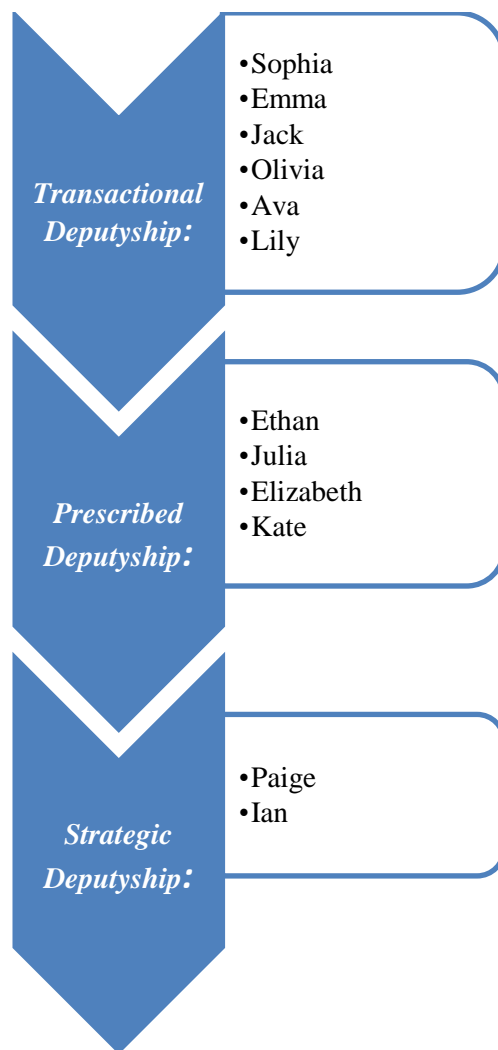 Transactional
Deputyship:
•Sophia
•Emma
•Jack
•Olivia
•Ava
•Lily
Prescribed
Deputyship:
•Ethan
•Julia
•Elizabeth
•Kate
Strategic
Deputyship:
•Paige
•Ian